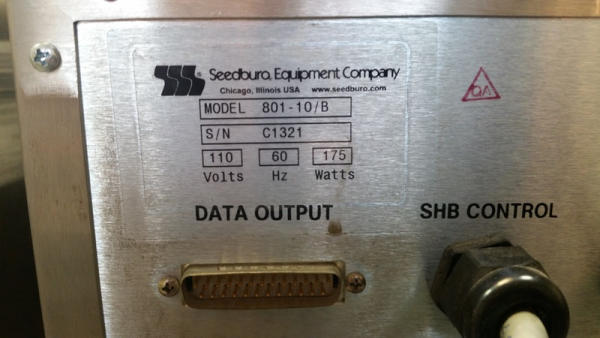 SSS® Seedburo Equipment Company
Chicago, Illinois USA www.seedburo.com
MODEL 801-10/B
S/N C1321
110 60 175
Volts Hz Watts
QA
DATA OUTPUT
SHB CONTROL